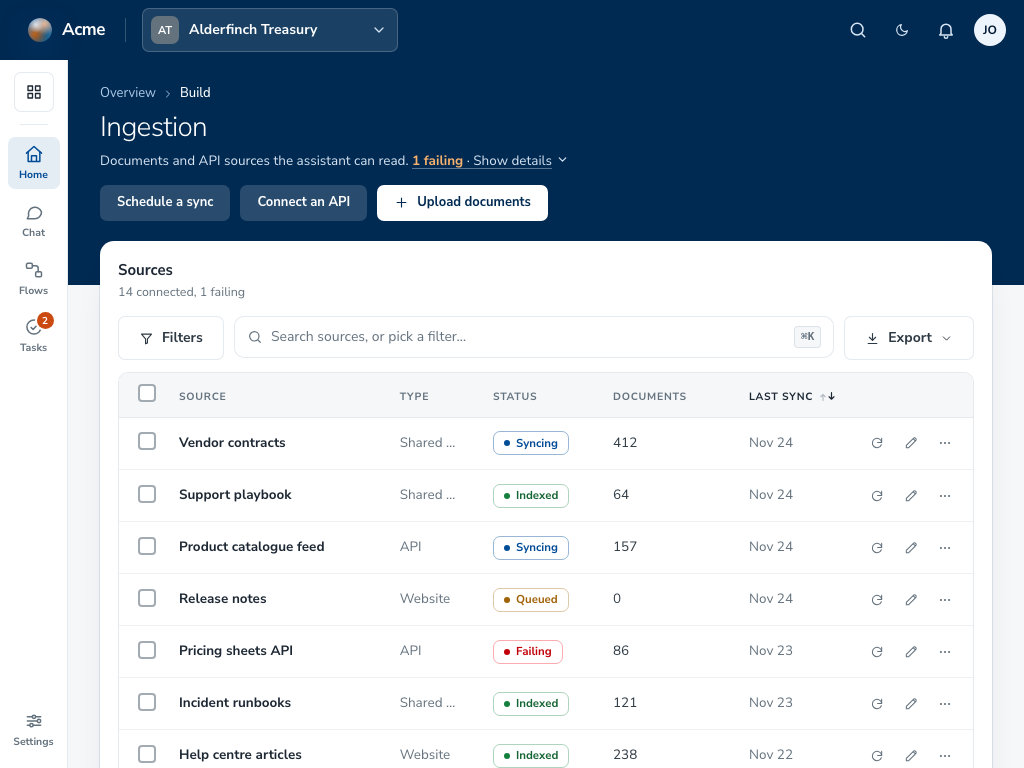 Acme
AT Alderfinch Treasury
JO
Overview > Build
Ingestion
Documents and API sources the assistant can read. 1 failing · Show details
Schedule a sync
Connect an API
+ Upload documents
Home
Chat
Flows
2
Tasks
Settings
Sources
14 connected, 1 failing
Filters
Search sources, or pick a filter...
⌘K
Export
SOURCE TYPE STATUS DOCUMENTS LAST SYNC ↑↓
Vendor contracts Shared ... Syncing 412 Nov 24
Support playbook Shared ... Indexed 64 Nov 24
Product catalogue feed API Syncing 157 Nov 24
Release notes Website Queued 0 Nov 24
Pricing sheets API API Failing 86 Nov 23
Incident runbooks Shared ... Indexed 121 Nov 23
Help centre articles Website Indexed 238 Nov 22